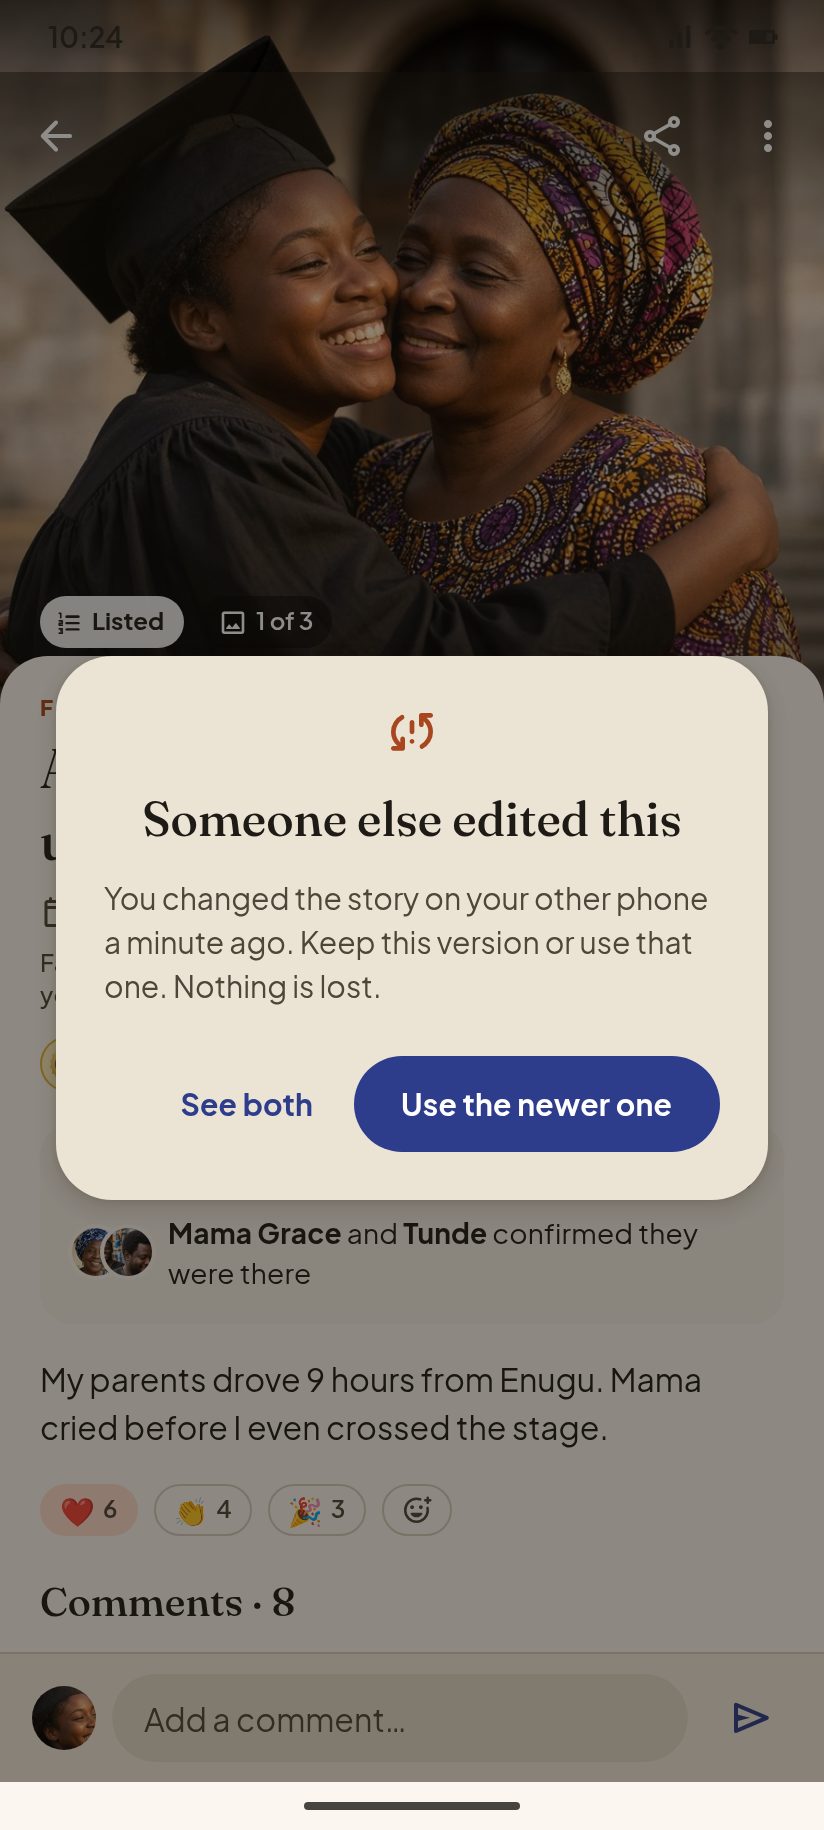 10:24
Listed
1 of 3
Someone else edited this
You changed the story on your other phone
a minute ago. Keep this version or use that
one. Nothing is lost.
See both
Use the newer one
Mama Grace and Tunde confirmed they
were there
My parents drove 9 hours from Enugu. Mama
cried before I even crossed the stage.
❤️ 6
👏 4
🎉 3
Comments · 8
Add a comment…